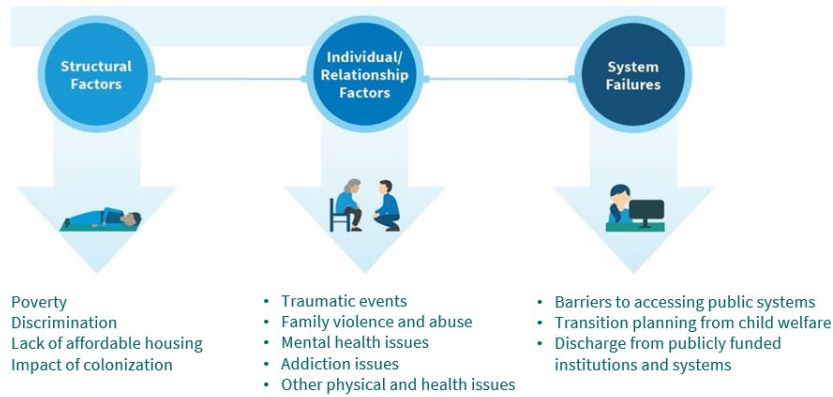 Structural
Factors
Individual/
Relationship
Factors
System
Failures
Poverty
Discrimination
Lack of affordable housing
Impact of colonization
• Traumatic events
• Family violence and abuse
• Mental health issues
• Addiction issues
• Other physical and health issues
• Barriers to accessing public systems
• Transition planning from child welfare
• Discharge from publicly funded
institutions and systems